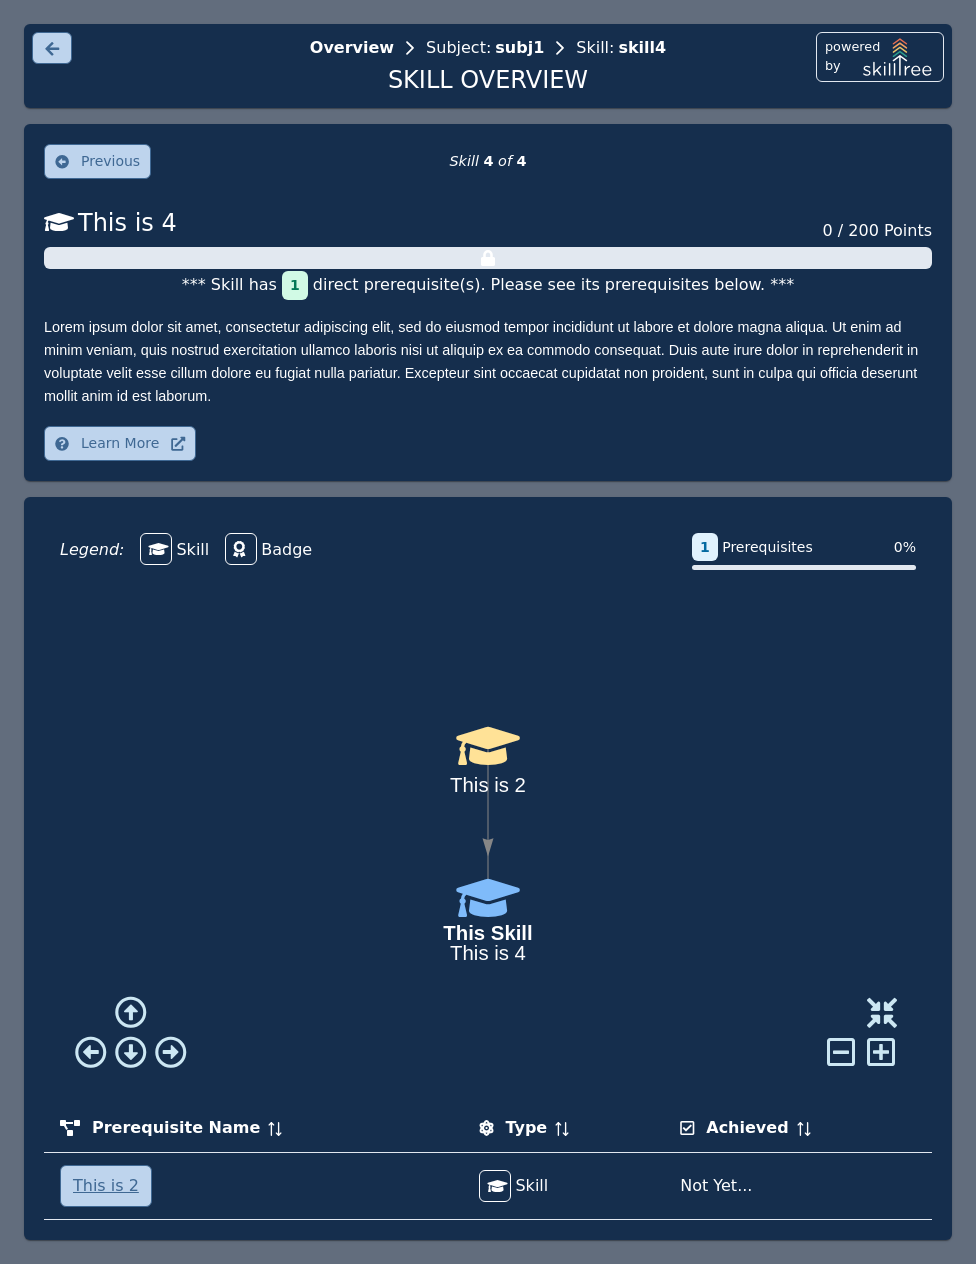 Overview > Subject: subj1 > Skill: skill4
SKILL OVERVIEW
powered by skilltree
Previous
Skill 4 of 4
This is 4
0 / 200 Points
*** Skill has 1 direct prerequisite(s). Please see its prerequisites below. ***
Lorem ipsum dolor sit amet, consectetur adipiscing elit, sed do eiusmod tempor incididunt ut labore et dolore magna aliqua. Ut enim ad
minim veniam, quis nostrud exercitation ullamco laboris nisi ut aliquip ex ea commodo consequat. Duis aute irure dolor in reprehenderit in
voluptate velit esse cillum dolore eu fugiat nulla pariatur. Excepteur sint occaecat cupidatat non proident, sunt in culpa qui officia deserunt
mollit anim id est laborum.
Learn More
Legend: Skill Badge
1 Prerequisites 0%
This is 2
This Skill
This is 4
Prerequisite Name Type Achieved
This is 2 Skill Not Yet...